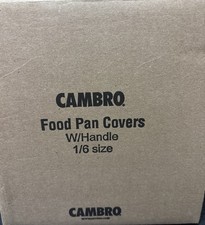 CAMBRO
Food Pan Covers
W/Handle
1/6 size
CAMBRO